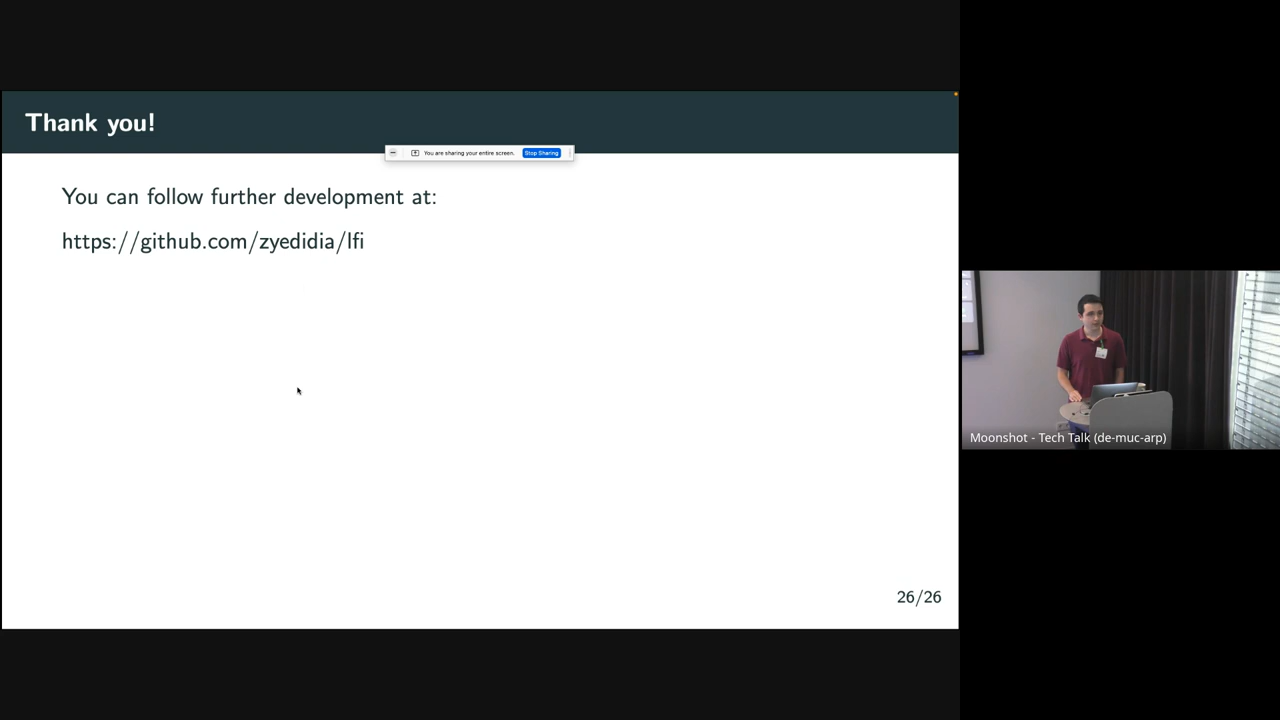 Thank you!
You are sharing your entire screen.
Stop Sharing
You can follow further development at:
https://github.com/zyedidia/lfi
26/26
Moonshot - Tech Talk (de-muc-arp)